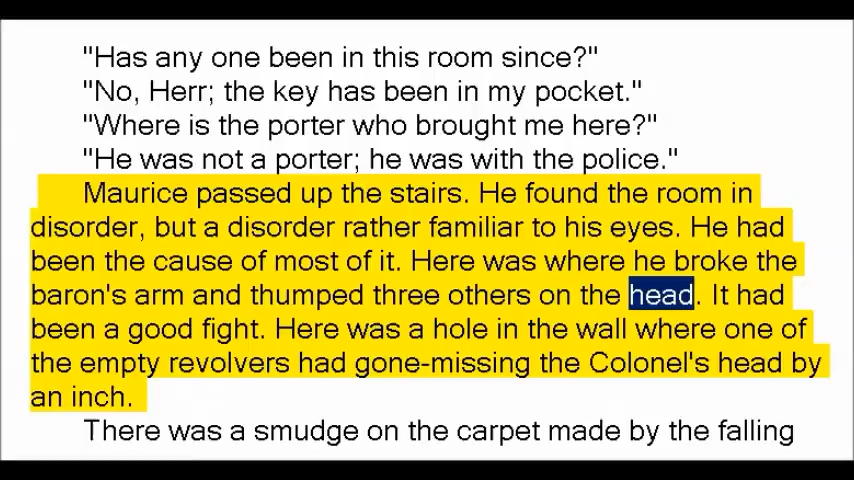 "Has any one been in this room since?"
"No, Herr; the key has been in my pocket."
"Where is the porter who brought me here?"
"He was not a porter; he was with the police."
Maurice passed up the stairs. He found the room in
disorder, but a disorder rather familiar to his eyes. He had
been the cause of most of it. Here was where he broke the
baron's arm and thumped three others on the head. It had
been a good fight. Here was a hole in the wall where one of
the empty revolvers had gone-missing the Colonel's head by
an inch.
There was a smudge on the carpet made by the falling